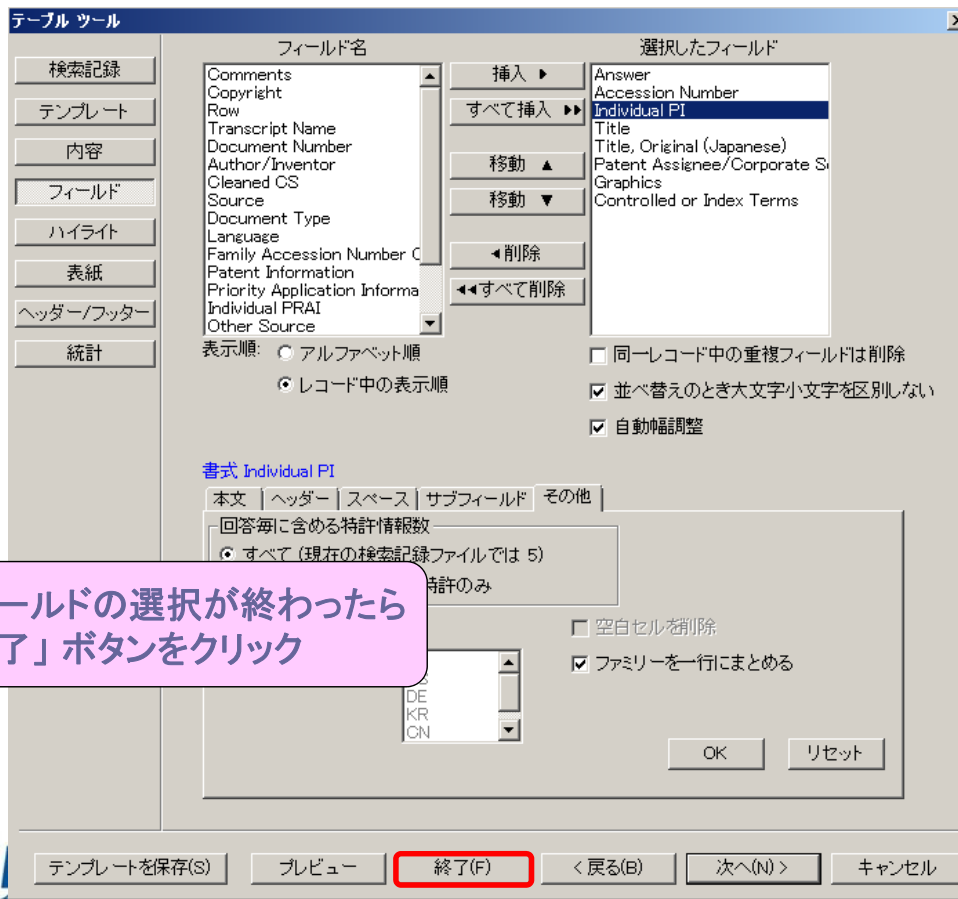 テーブル ツール
フィールド名
選択したフィールド
検索記録
テンプレート
内容
フィールド
ハイライト
表紙
ヘッダー/フッター
統計
Comments
Copyright
Row
Transcript Name
Document Number
Author/Inventor
Cleaned CS
Source
Document Type
Language
Family Accession Number C
Patent Information
Priority Application Informa
Individual PRAI
Other Source
挿入 ▶
すべて挿入 ▶▶
移動 ▲
移動 ▼
◀削除
◀◀すべて削除
Answer
Accession Number
Individual PI
Title
Title, Original (Japanese)
Patent Assignee/Corporate S
Graphics
Controlled or Index Terms
表示順:
アルファベット順
レコード中の表示順
同一レコード中の重複フィールドは削除
並べ替えのとき大文字小文字を区別しない
自動幅調整
書式 Individual PI
本文
ヘッダー
スペース
サブフィールド
その他
回答毎に含める特許情報数
すべて (現在の検索記録ファイルでは 5)
特許のみ
ールドの選択が終わったら
了」ボタンをクリック
DE
KR
CN
空白セルを削除
ファミリーを一行にまとめる
OK
リセット
テンプレートを保存(S)
プレビュー
終了(F)
< 戻る(B)
次へ(N) >
キャンセル